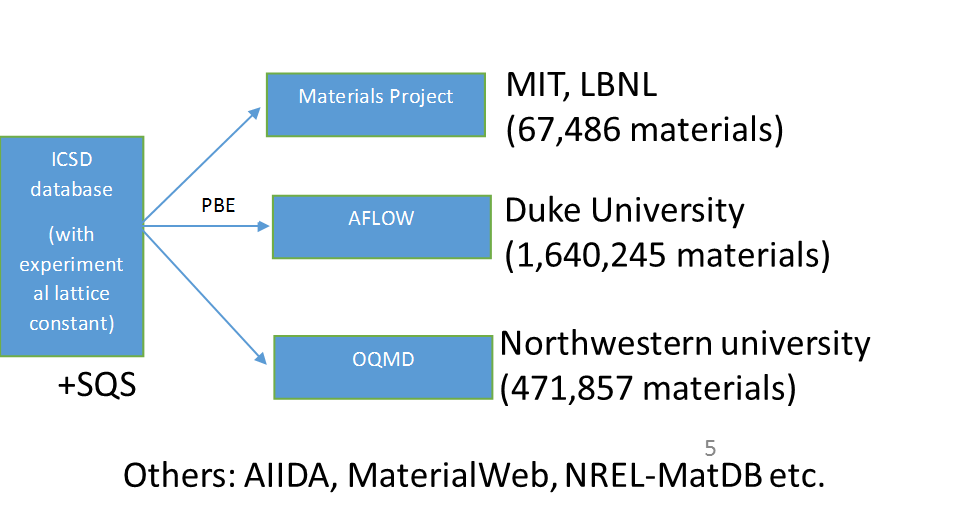 ICSD
database
(with
experiment
al lattice
constant)
+SQS
PBE
Materials Project
MIT, LBNL
(67,486 materials)
AFLOW
Duke University
(1,640,245 materials)
OQMD
Northwestern university
(471,857 materials)
5
Others: AIIDA, MaterialWeb, NREL-MatDB etc.